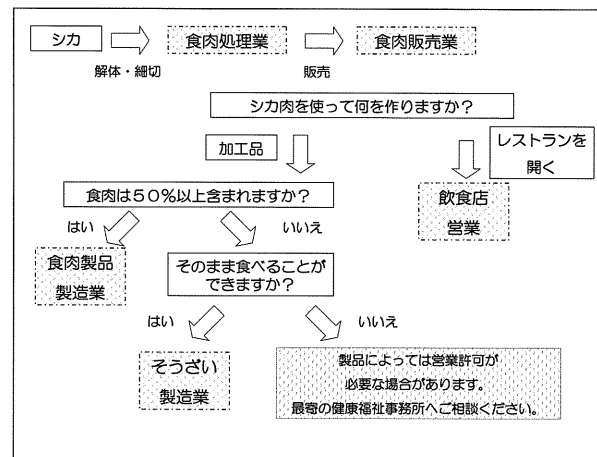 シカ
食肉処理業
食肉販売業
解体・細切
販売
シカ肉を使って何を作りますか?
加工品
レストランを
開く
食肉は50%以上含まれますか?
飲食店
営業
はい
いいえ
食肉製品
製造業
そのまま食べることが
できますか?
はい
いいえ
そうざい
製造業
製品によっては営業許可が
必要な場合があります。
最寄の健康福祉事務所へご相談ください。